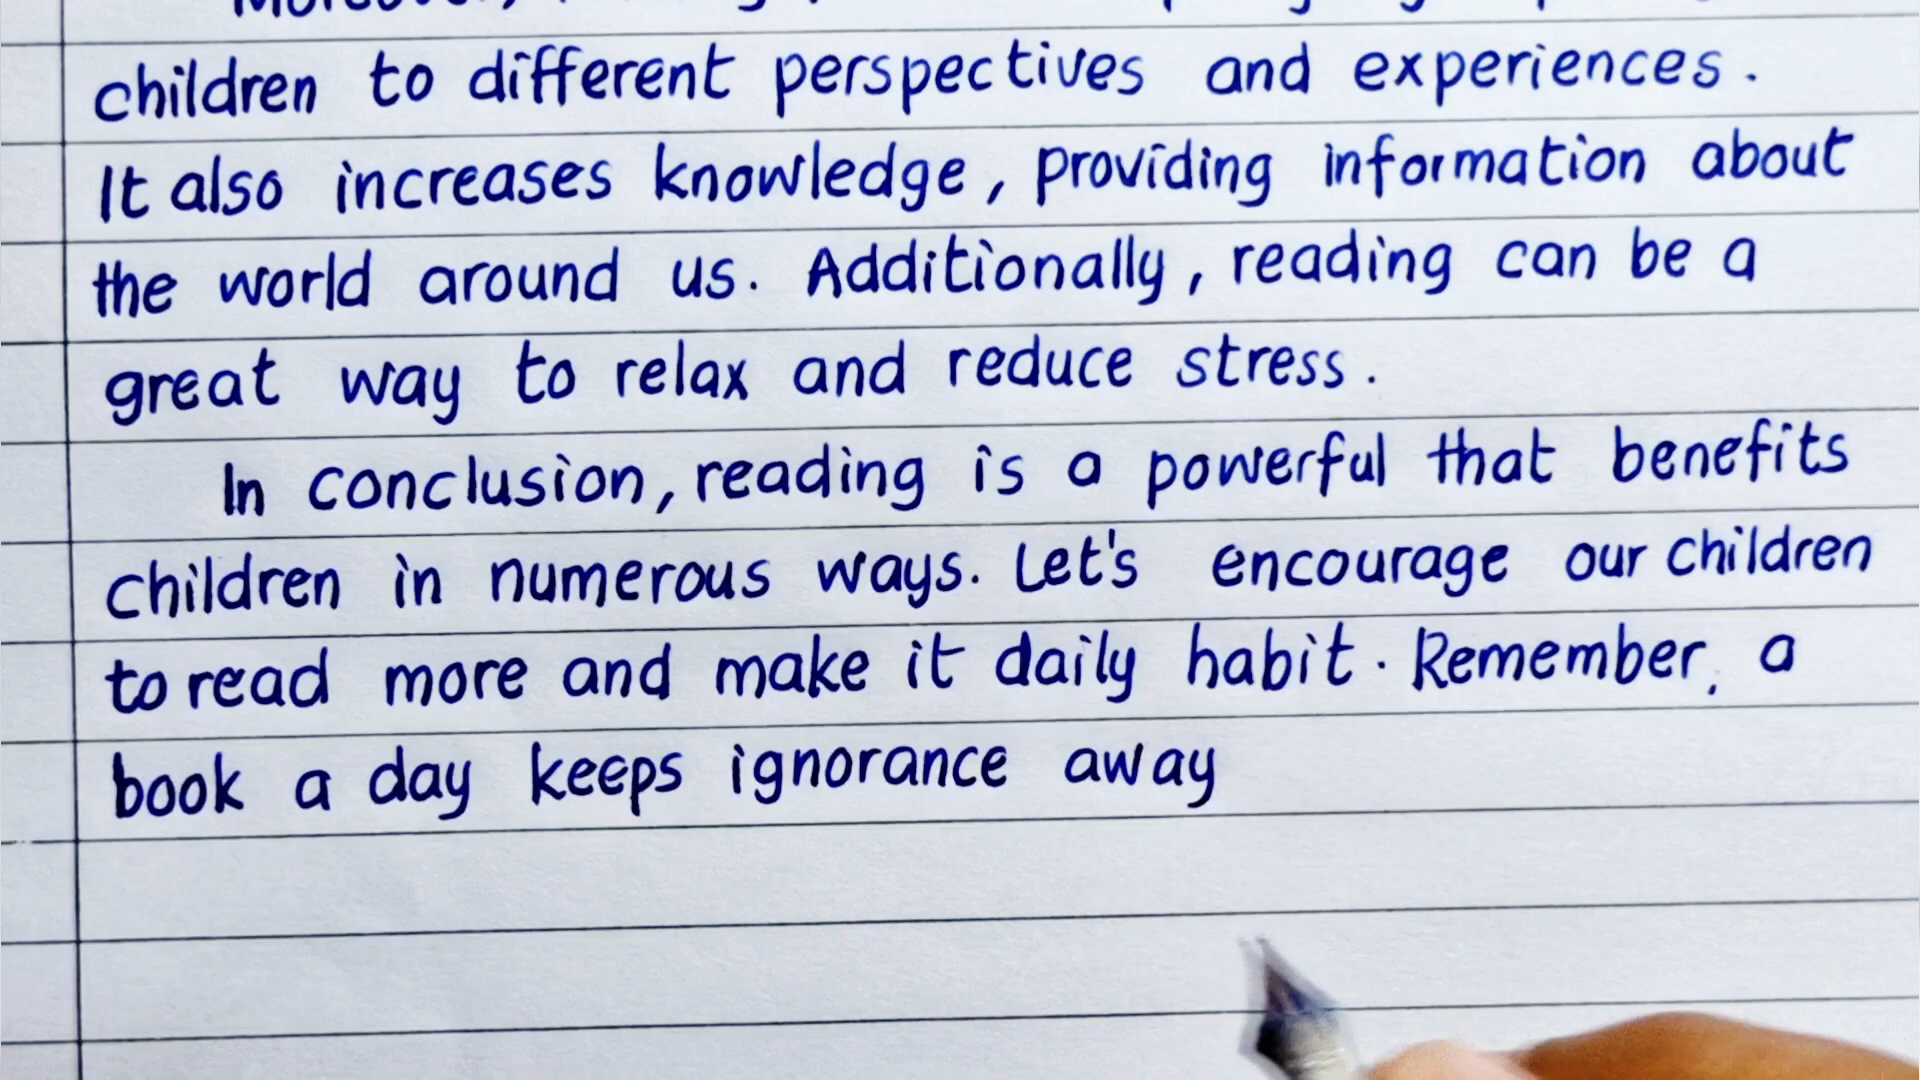 Moreover,
children to different perspectives and experiences.
It also increases knowledge, providing information about
the world around us. Additionally, reading can be a
great way to relax and reduce stress.
In conclusion, reading is a powerful that benefits
children in numerous ways. Let's encourage our children
to read more and make it daily habit. Remember, a
book a day keeps ignorance away